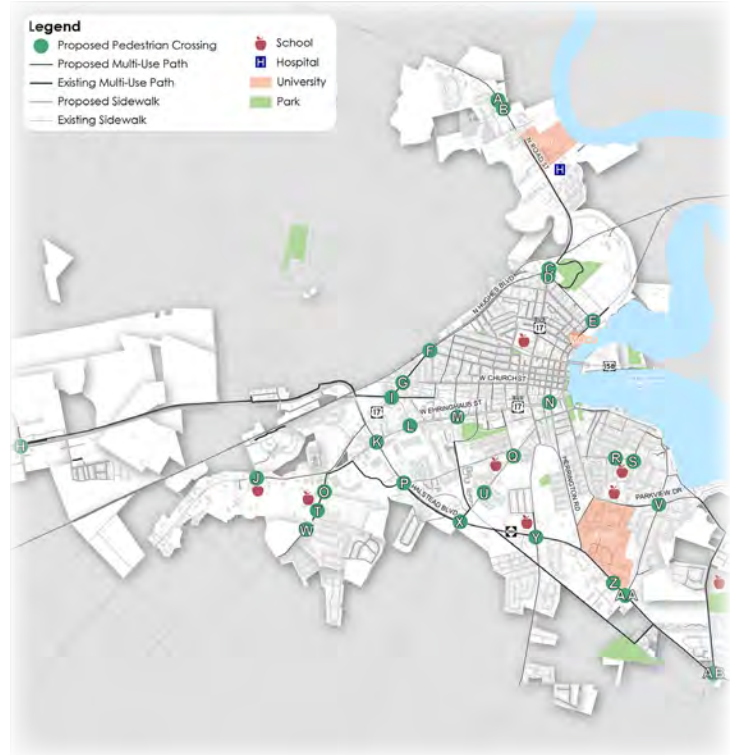 Legend
Proposed Pedestrian Crossing
Proposed Multi-Use Path
Existing Multi-Use Path
Proposed Sidewalk
Existing Sidewalk
School
H Hospital
University
Park
A
B
N ROAD ST
H
C
D
N HUGHES BLVD
E
17
F
W CHURCH ST
158
G
I
W EHRINGHAUS ST
17
17
M
N
L
H
K
Q
R
S
J
P
O
HALSTEAD BLVD
U
HERRINGTON RD
PARKVIEW DR
V
T
W
X
Y
Z
AA